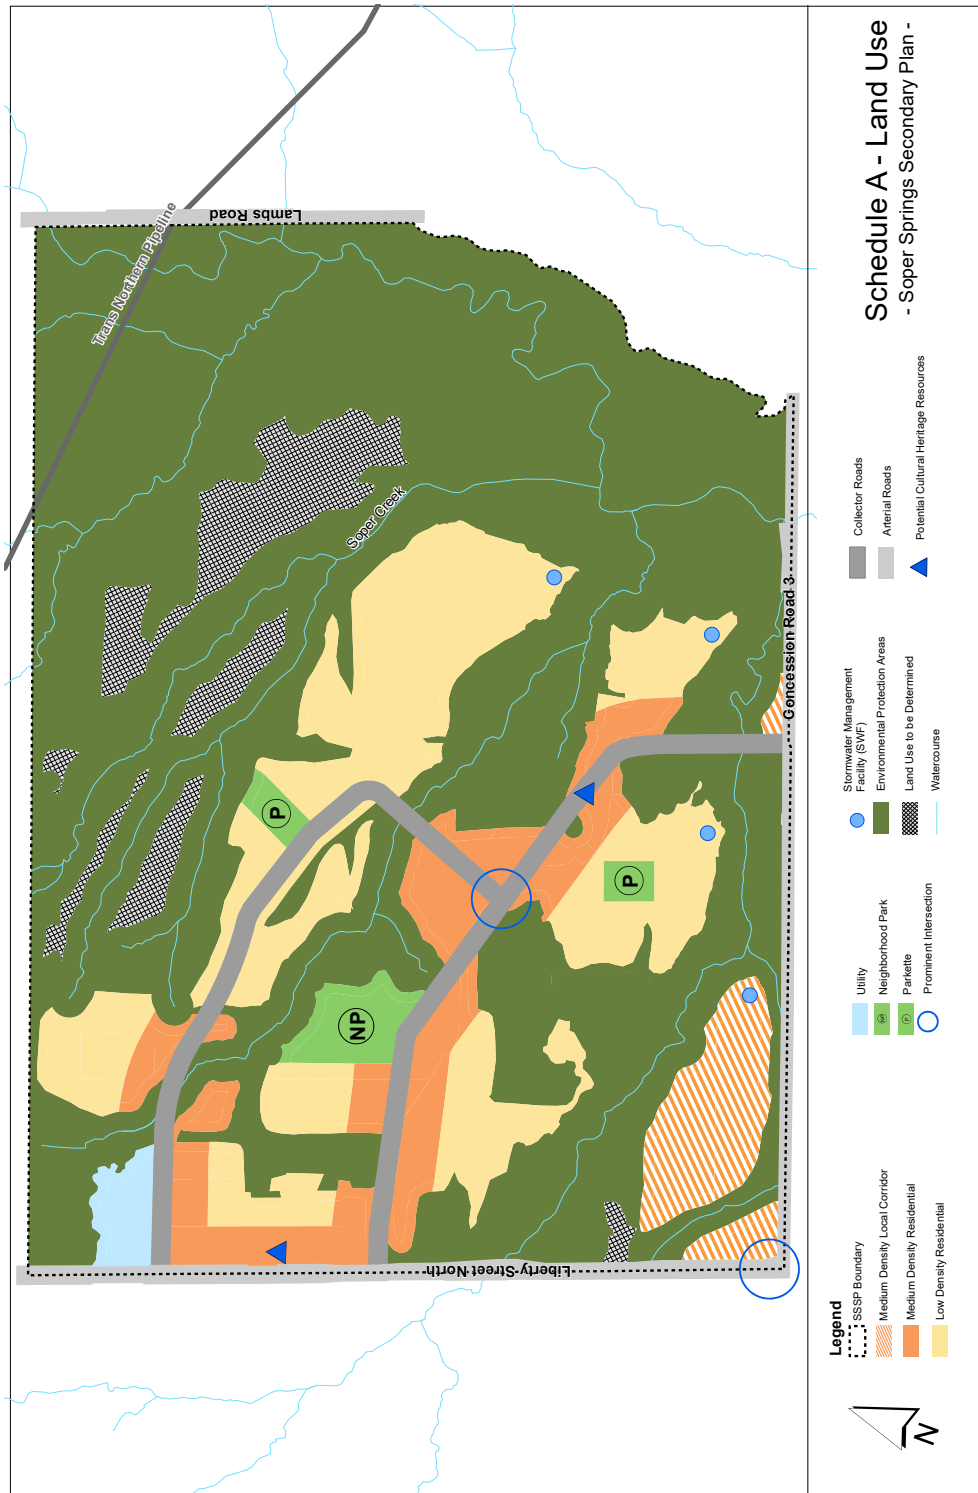 Schedule A - Land Use
- Soper Springs Secondary Plan -
Trans Northern Pipeline
Lambs Road
Soper Creek
Concession Road 3
Liberty Street North
P
P
NP
Legend
SSSP Boundary
Medium Density Local Corridor
Medium Density Residential
Low Density Residential
Utility
NP
Neighborhood Park
P
Parkette
Prominent Intersection
Stormwater Management
Facility (SWF)
Environmental Protection Areas
Land Use to be Determined
Watercourse
Collector Roads
Arterial Roads
Potential Cultural Heritage Resources
N